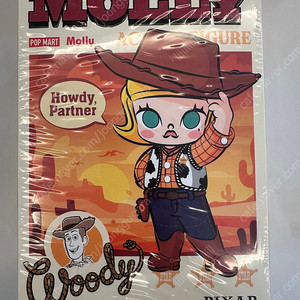 MOLLY
POP MART Molly ACTION FIGURE
Howdy,
Partner
Woody
PIXAR